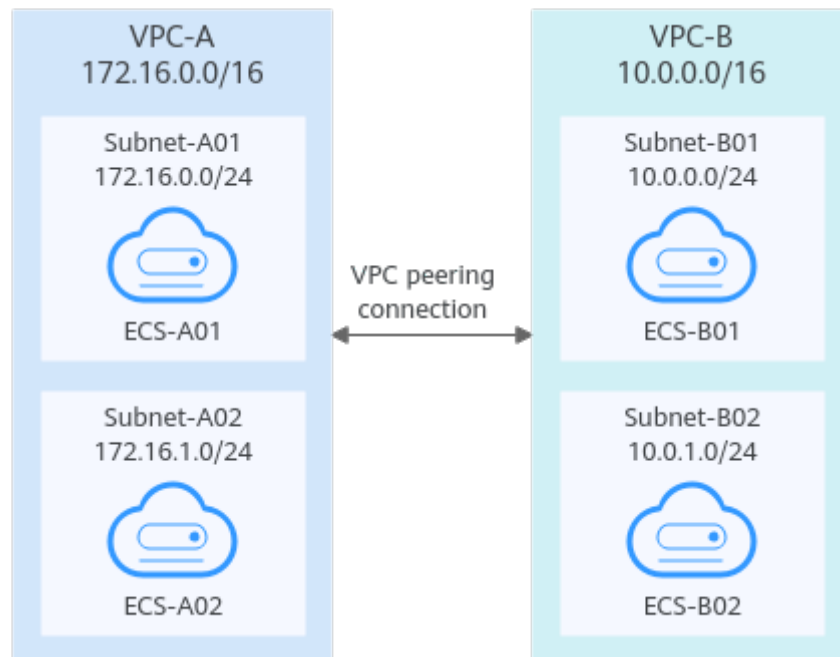 VPC-A
172.16.0.0/16
Subnet-A01
172.16.0.0/24
ECS-A01
Subnet-A02
172.16.1.0/24
ECS-A02
VPC peering
connection
VPC-B
10.0.0.0/16
Subnet-B01
10.0.0.0/24
ECS-B01
Subnet-B02
10.0.1.0/24
ECS-B02